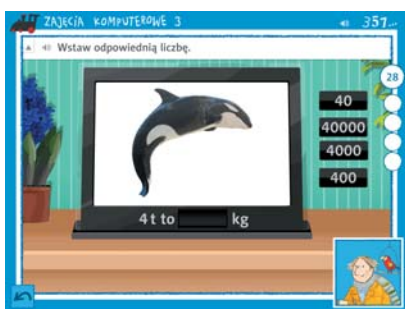 ZAJĘCIA KOMPUTEROWE 3
357...
Wstaw odpowiednią liczbę.
28
40
40000
4000
400
4 t to kg